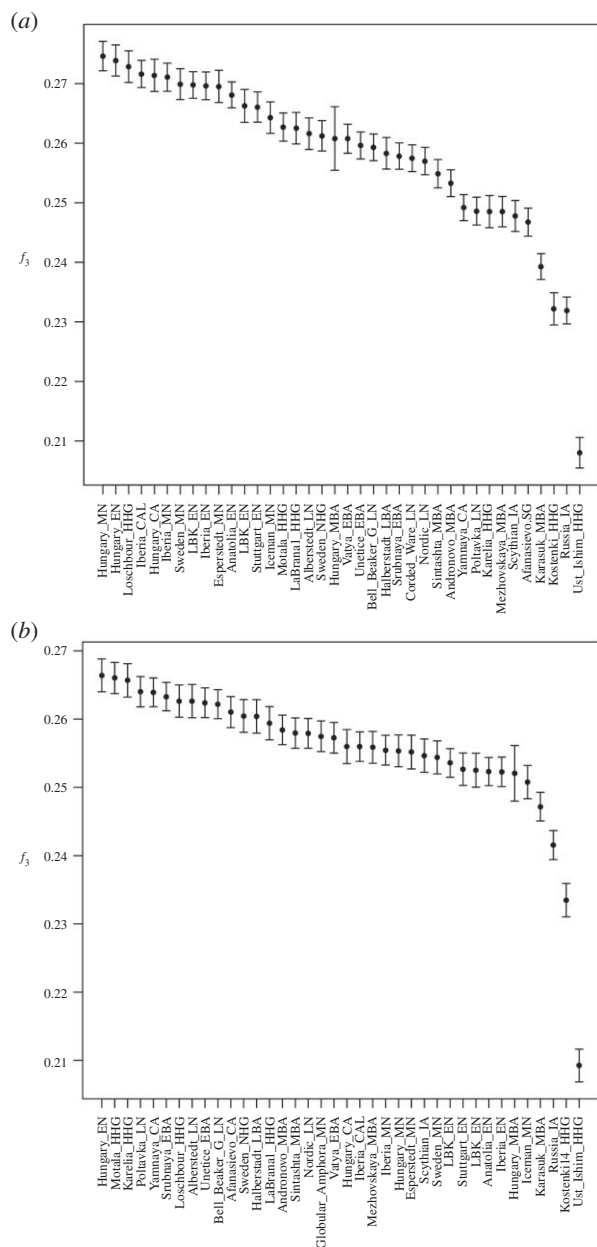 (a)
0.27
0.26
0.25
0.24
0.23
0.21
f3
Hungary_MN
Hungary_EN
Loschbour_HHG
Iberia_CAL
Hungary_CA
Iberia_MN
Sweden_MN
LBK_EN
Iberia_EN
Esperstedt_MN
Anatolia_EN
LBK_EN
Stuttgart_EN
Iceman_MN
Motala_HHG
LaBrana1_HHG
Alberstedt_LN
Sweden_NHG
Hungary_MBA
Vatya_EBA
Unetice_EBA
Bell_Beaker_G_LN
Halberstadt_LBA
Srubnaya_EBA
Corded_Ware_LN
Nordic_LN
Sintashta_MBA
Andronovo_MBA
Yamnaya_CA
Poltavka_LN
Karelia_HHG
Mezhovskaya_MBA
Scythian_IA
Afanasievo.SG
Karasuk_MBA
Kostenki_HHG
Russia_IA
Ust_Ishim_HHG
(b)
0.27
0.26
0.25
0.24
0.23
0.22
0.21
f3
Hungary_EN
Motala_HHG
Karelia_HHG
Poltavka_LN
Yamnaya_CA
Srubnaya_EBA
Loschbour_HHG
Alberstedt_LN
Unetice_EBA
Bell_Beaker_G_LN
Afanasievo_CA
Sweden_NHG
Halberstadt_LBA
LaBrana1_HHG
Andronovo_MBA
Sintashta_MBA
Nordic_LN
Globular_Amphora_MN
Vatya_EBA
Hungary_CA
Iberia_CAL
Mezhovskaya_MBA
Iberia_MN
Hungary_MN
Esperstedt_MN
Scythian_IA
Sweden_MN
LBK_EN
Stuttgart_EN
LBK_EN
Anatolia_EN
Iberia_EN
Hungary_MBA
Iceman_MN
Karasuk_MBA
Russia_IA
Kostenki14_HHG
Ust_Ishim_HHG